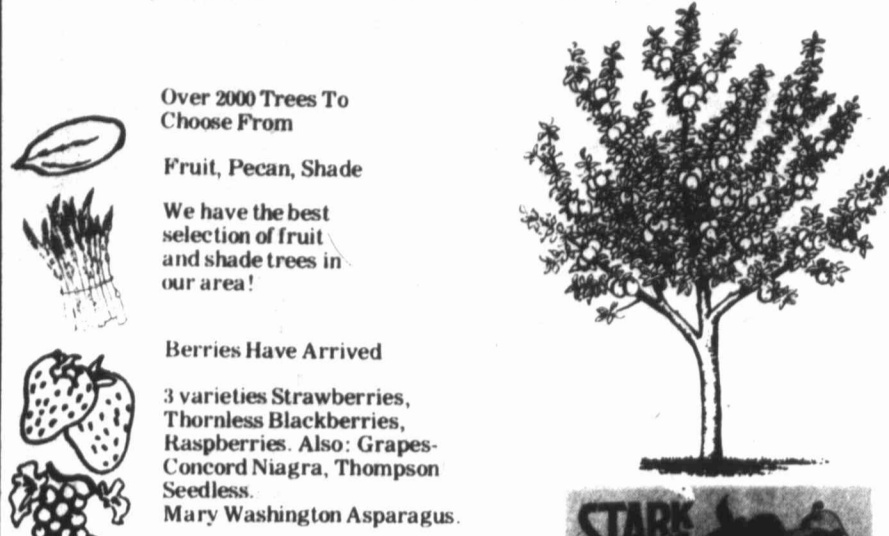 Over 2000 Trees To
Choose From
Fruit, Pecan, Shade
We have the best
selection of fruit
and shade trees in
our area!
Berries Have Arrived
3 varieties Strawberries,
Thornless Blackberries,
Raspberries. Also: Grapes-
Concord Niagra, Thompson
Seedless.
Mary Washington Asparagus.
STARK